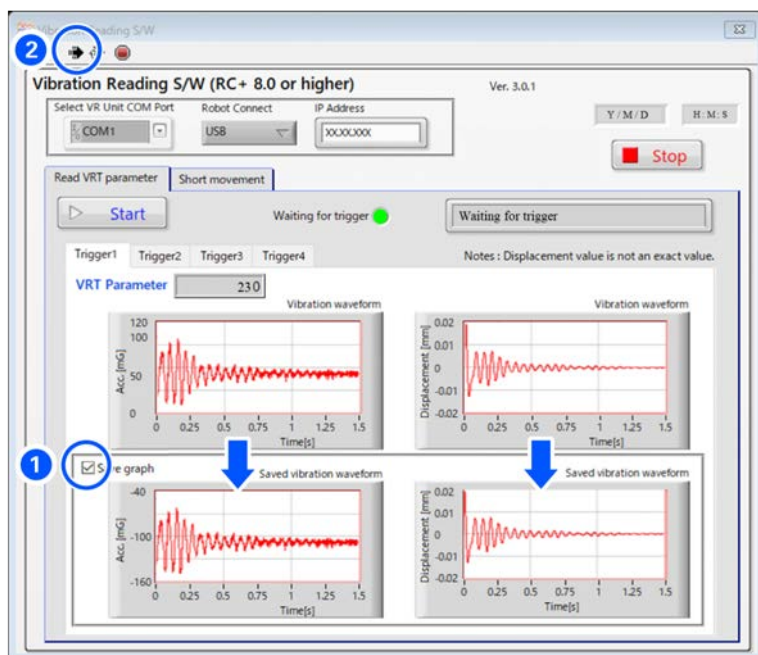 Vibration Reading S/W
2
Vibration Reading S/W (RC+ 8.0 or higher)
Ver. 3.0.1
Select VR Unit COM Port
Robot Connect
IP Address
COM1
USB
XX.XX.XXX
Y / M / D
H : M : S
Stop
Read VRT parameter
Short movement
Start
Waiting for trigger
Waiting for trigger
Trigger1
Trigger2
Trigger3
Trigger4
Notes : Displacement value is not an exact value.
VRT Parameter
230
Vibration waveform
Acc. [mG]
120
100
50
0
0 0.25 0.5 0.75 1 1.25 1.5
Time[s]
Vibration waveform
Displacement [mm]
0.02
0.01
0
-0.01
-0.02
0 0.25 0.5 0.75 1 1.25 1.5
Time[s]
1
Save graph
Saved vibration waveform
Acc. [mG]
-40
-100
-160
0 0.25 0.5 0.75 1 1.25 1.5
Time[s]
Saved vibration waveform
Displacement [mm]
0.02
0.01
0
-0.01
-0.02
0 0.25 0.5 0.75 1 1.25 1.5
Time[s]